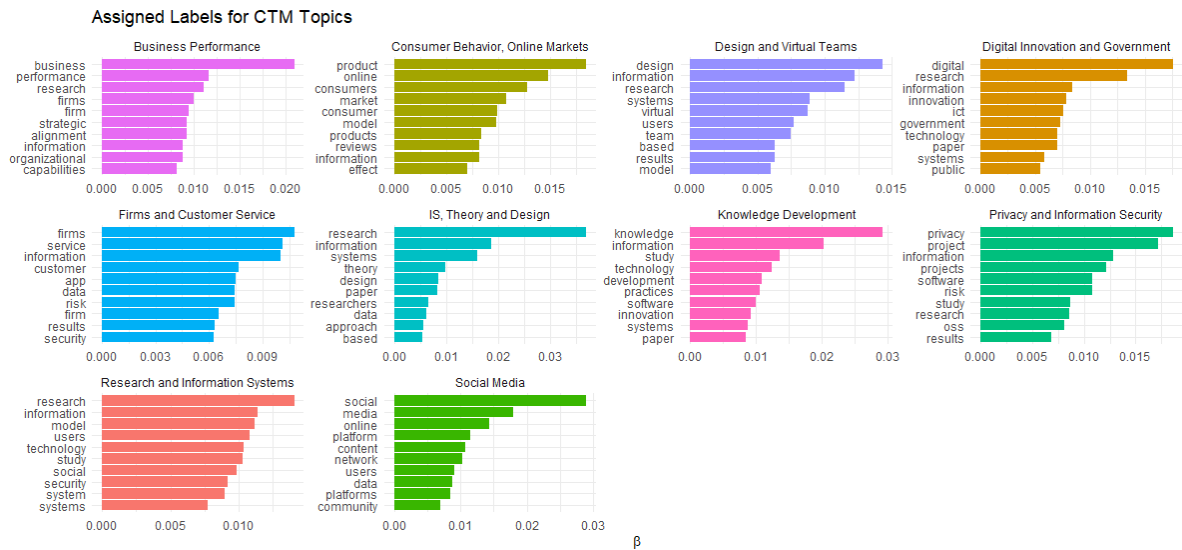 Assigned Labels for CTM Topics
Business Performance
business
performance
research
firms
firm
strategic
alignment
information
organizational
capabilities
0.000 0.005 0.010 0.015 0.020
Consumer Behavior, Online Markets
product
online
consumers
market
consumer
model
products
reviews
information
effect
0.000 0.005 0.010 0.015
Design and Virtual Teams
design
information
research
systems
virtual
users
team
based
results
model
0.000 0.005 0.010 0.015
Digital Innovation and Government
digital
research
information
innovation
ict
government
technology
paper
systems
public
0.000 0.005 0.010 0.015
Firms and Customer Service
firms
service
information
customer
app
data
risk
firm
results
security
0.000 0.003 0.006 0.009
IS, Theory and Design
research
information
systems
theory
design
paper
researchers
data
approach
based
0.00 0.01 0.02 0.03
Knowledge Development
knowledge
information
study
technology
development
practices
software
innovation
systems
paper
0.00 0.01 0.02 0.03
Privacy and Information Security
privacy
project
information
projects
software
risk
study
research
oss
results
0.000 0.005 0.010 0.015
Research and Information Systems
research
information
model
users
technology
study
social
security
system
systems
0.000 0.005 0.010
Social Media
social
media
online
platform
content
network
users
data
platforms
community
0.00 0.01 0.02 0.03
β